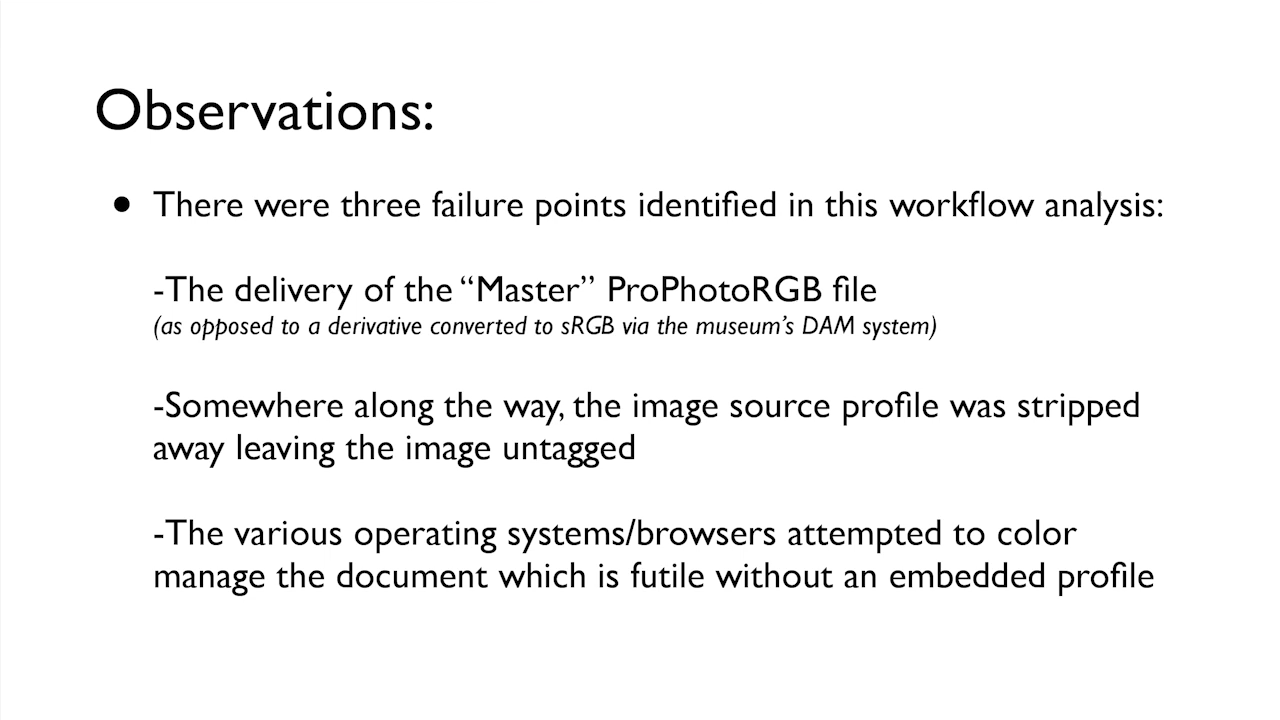 Observations:
• There were three failure points identified in this workflow analysis:
-The delivery of the “Master” ProPhotoRGB file
(as opposed to a derivative converted to sRGB via the museum’s DAM system)
-Somewhere along the way, the image source profile was stripped
away leaving the image untagged
-The various operating systems/browsers attempted to color
manage the document which is futile without an embedded profile